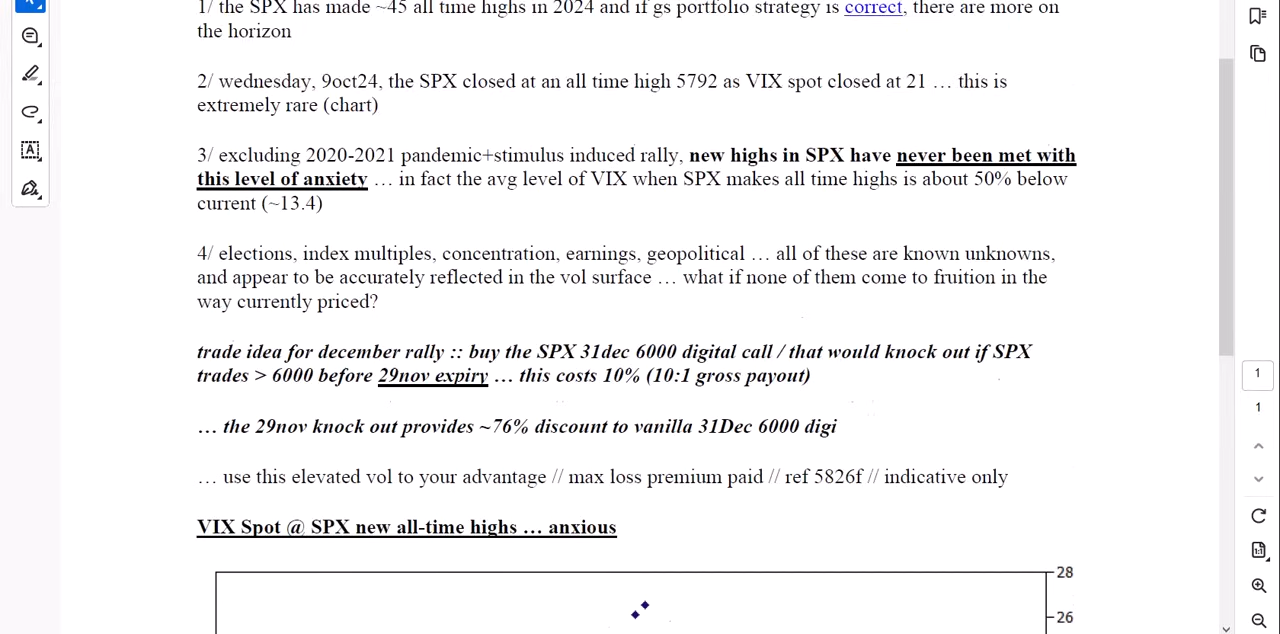 1/ the SPX has made ~45 all time highs in 2024 and if gs portfolio strategy is correct, there are more on
the horizon
2/ wednesday, 9oct24, the SPX closed at an all time high 5792 as VIX spot closed at 21 … this is
extremely rare (chart)
3/ excluding 2020-2021 pandemic+stimulus induced rally, new highs in SPX have never been met with
this level of anxiety … in fact the avg level of VIX when SPX makes all time highs is about 50% below
current (~13.4)
4/ elections, index multiples, concentration, earnings, geopolitical … all of these are known unknowns,
and appear to be accurately reflected in the vol surface … what if none of them come to fruition in the
way currently priced?
trade idea for december rally :: buy the SPX 31dec 6000 digital call / that would knock out if SPX
trades > 6000 before 29nov expiry … this costs 10% (10:1 gross payout)
… the 29nov knock out provides ~76% discount to vanilla 31Dec 6000 digi
… use this elevated vol to your advantage // max loss premium paid // ref 5826f // indicative only
VIX Spot @ SPX new all-time highs … anxious
28
26
1
1